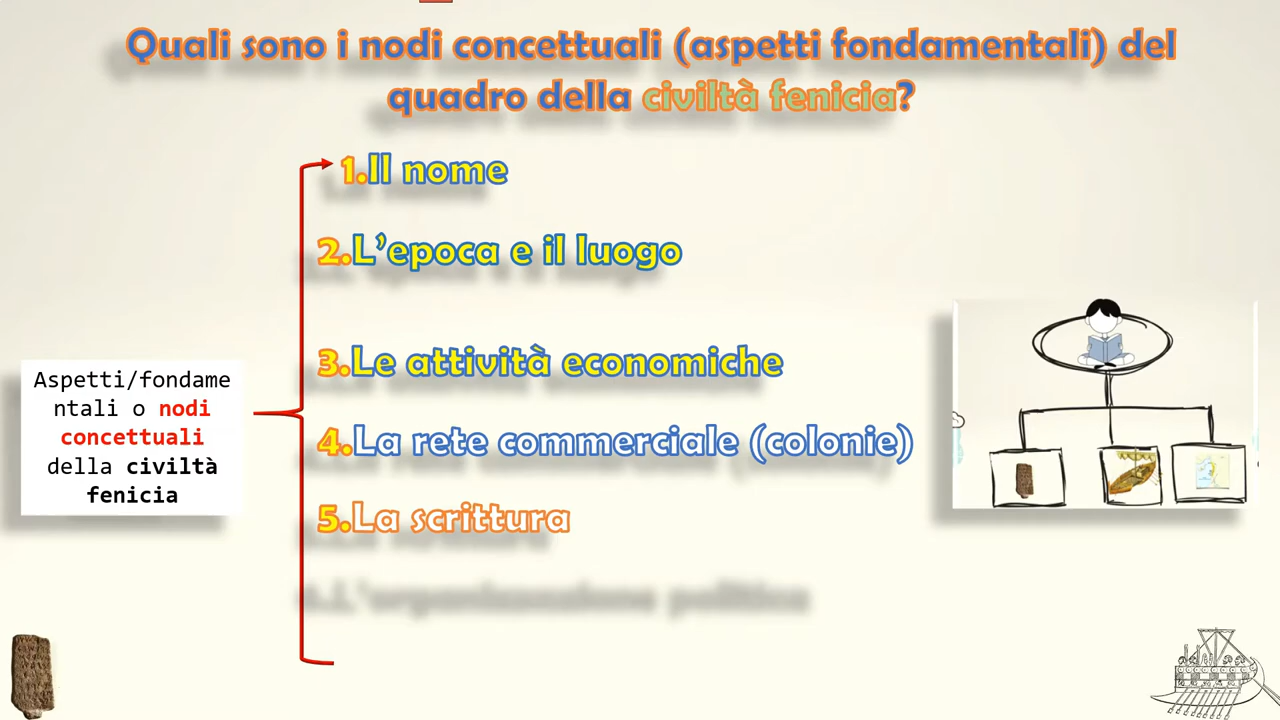 Quali sono i nodi concettuali (aspetti fondamentali) del
quadro della civiltà fenicia?
1.Il nome
2.L’epoca e il luogo
3.Le attività economiche
4.La rete commerciale (colonie)
5.La scrittura
6.L’organizzazione politica
Aspetti/fondame
ntali o nodi
concettuali
della civiltà
fenicia